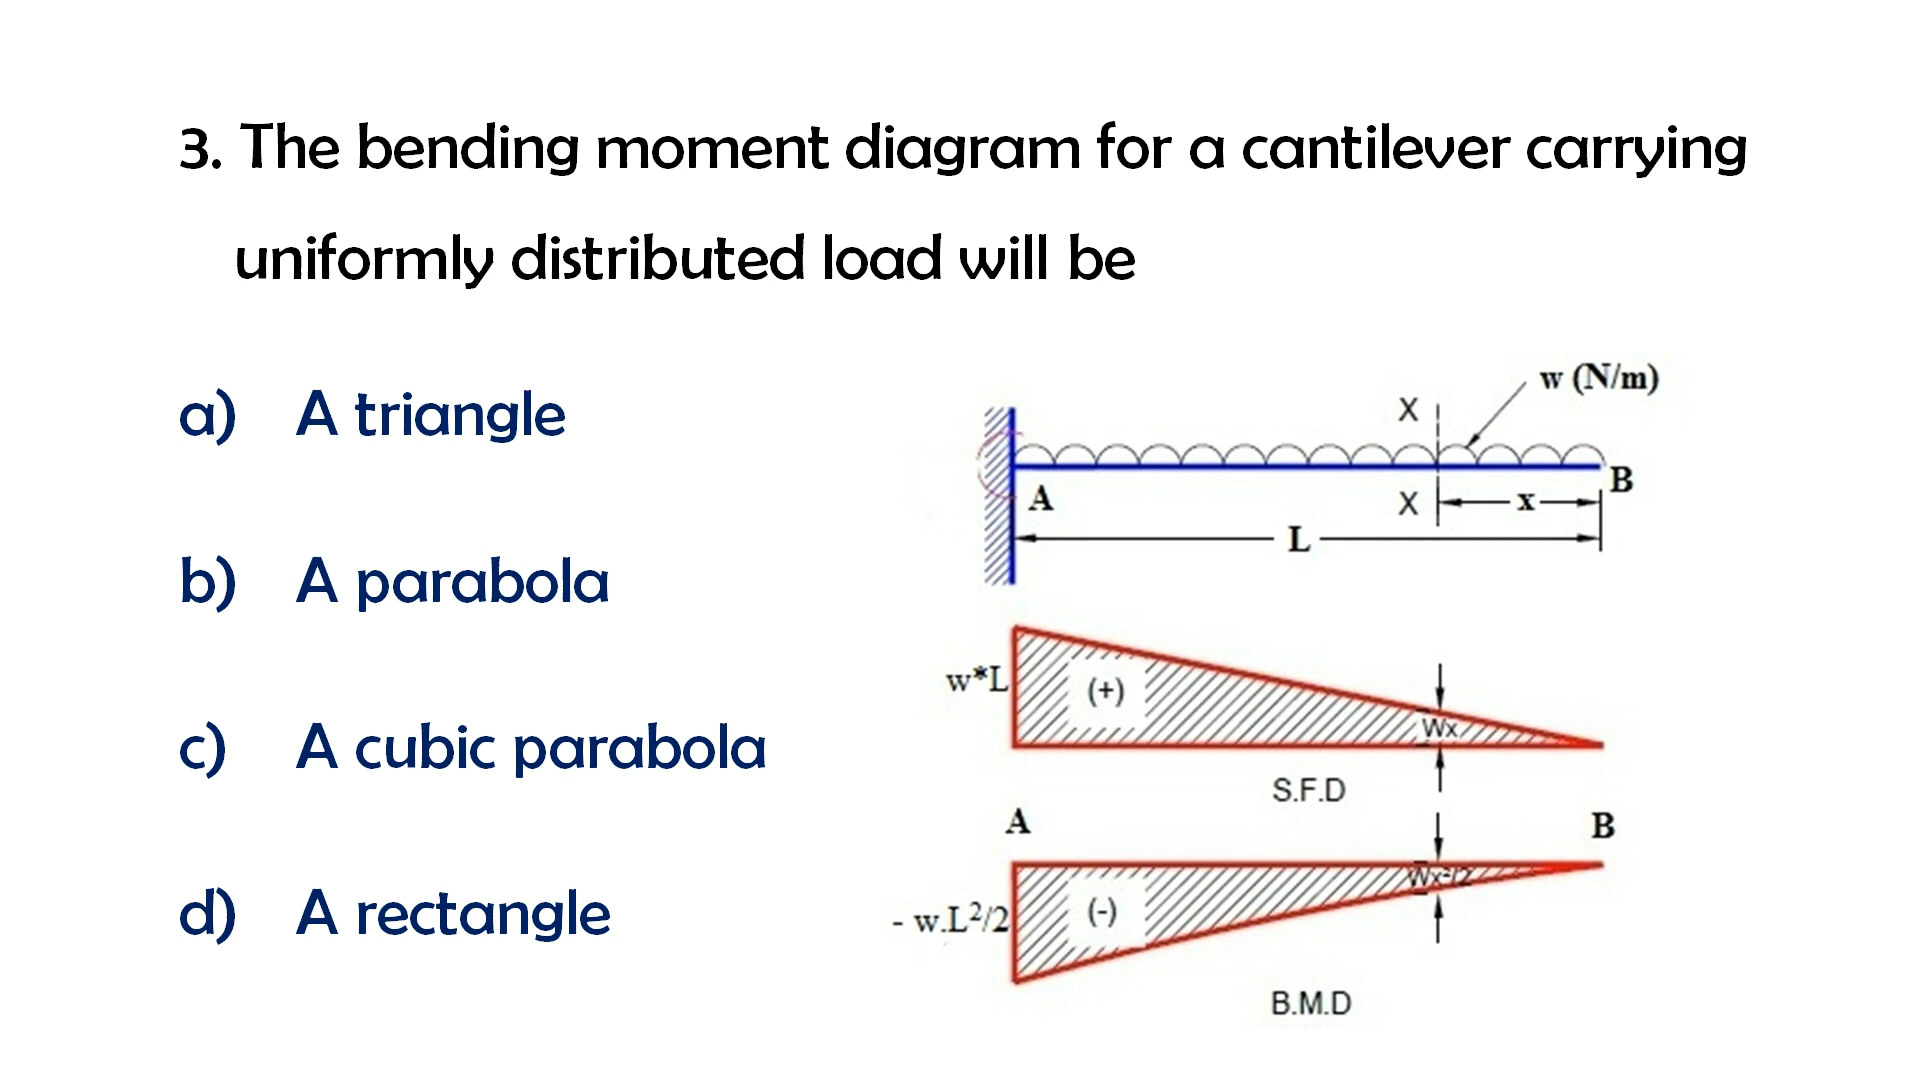 3. The bending moment diagram for a cantilever carrying
uniformly distributed load will be
a) A triangle
b) A parabola
c) A cubic parabola
d) A rectangle
w (N/m)
X
B
A
X
x
L
w*L
(+)
Wx
S.F.D
A
B
Wx²/2
- w.L²/2
(-)
B.M.D